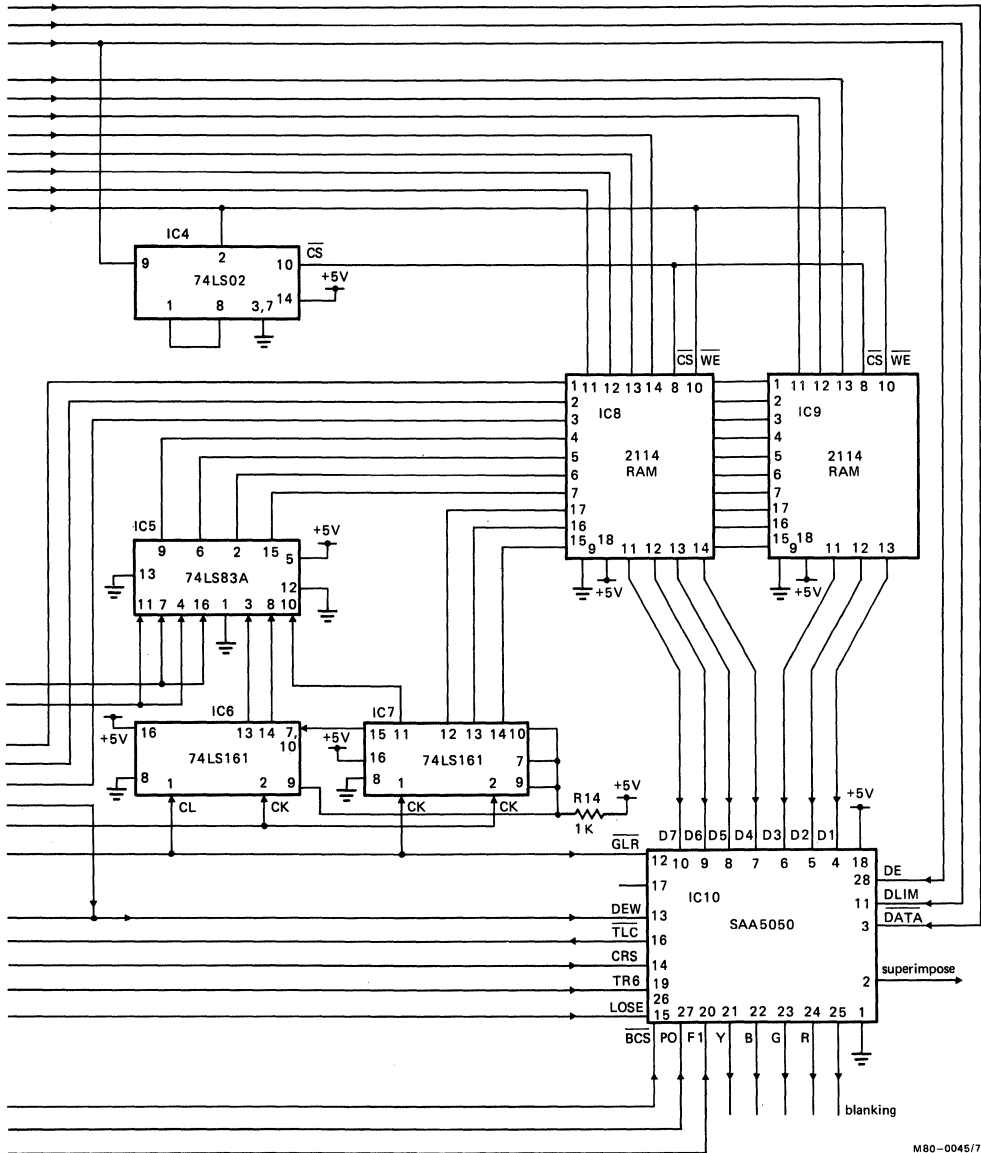 IC4
2
9
10
CS
74LS02
+5V
1
8
3,7
14
CS WE
CS WE
1 11 12 13 14 8 10
1 11 12 13 8 10
2
IC8
2
IC9
3
3
4
4
5
2114
5
2114
6
RAM
6
RAM
7
7
17
17
16
16
15 9 18 11 12 13 14
15 9 18 11 12 13
+5V
+5V
IC5
+5V
9 6 2 15 5
13
74LS83A
12
11 7 4 16 1 3 8 10
IC6
IC7
+5V
16 13 14 7, 10
+5V
15 11 12 13 14 10
16
74LS161
74LS161
7
8 1 2 9
8 1 2 9
CL
CK
CK
CK
R14
1K
+5V
+5V
GLR
D7 D6 D5 D4 D3 D2 D1
12 10 9 8 7 6 5 4 18
17
28
DE
IC10
11
DLIM
DEW
13
SAA5050
3
DATA
TLC
16
CRS
14
TR6
19
2
superimpose
26
LOSE
15 27 20 21 22 23 24 25 1
BCS PO F1 Y B G R
blanking
M80-0045/7